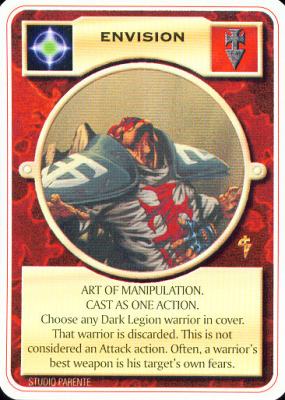 ENVISION
ART OF MANIPULATION.
CAST AS ONE ACTION.
Choose any Dark Legion warrior in cover.
That warrior is discarded. This is not
considered an Attack action. Often, a warrior's
best weapon is his target's own fears.
STUDIO PARENTE